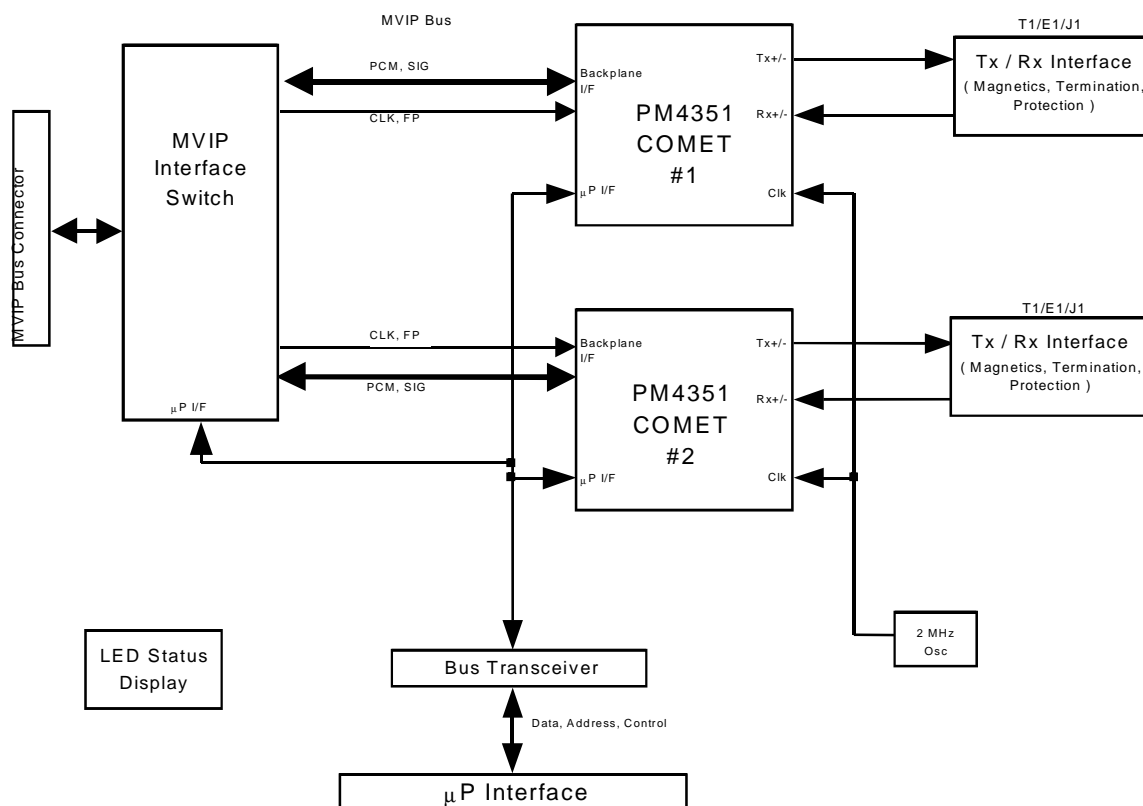 MVIP Bus
T1/E1/J1
MVIP Bus Connector
MVIP
Interface
Switch
μP I/F
PCM, SIG
CLK, FP
Backplane
I/F
μP I/F
PM4351
COMET
#1
Tx+/-
Rx+/-
Clk
Tx / Rx Interface
( Magnetics, Termination,
Protection )
CLK, FP
PCM, SIG
Backplane
I/F
μP I/F
PM4351
COMET
#2
Tx+/-
Rx+/-
Clk
T1/E1/J1
Tx / Rx Interface
( Magnetics, Termination,
Protection )
2 MHz
Osc
LED Status
Display
Bus Transceiver
Data, Address, Control
μP Interface